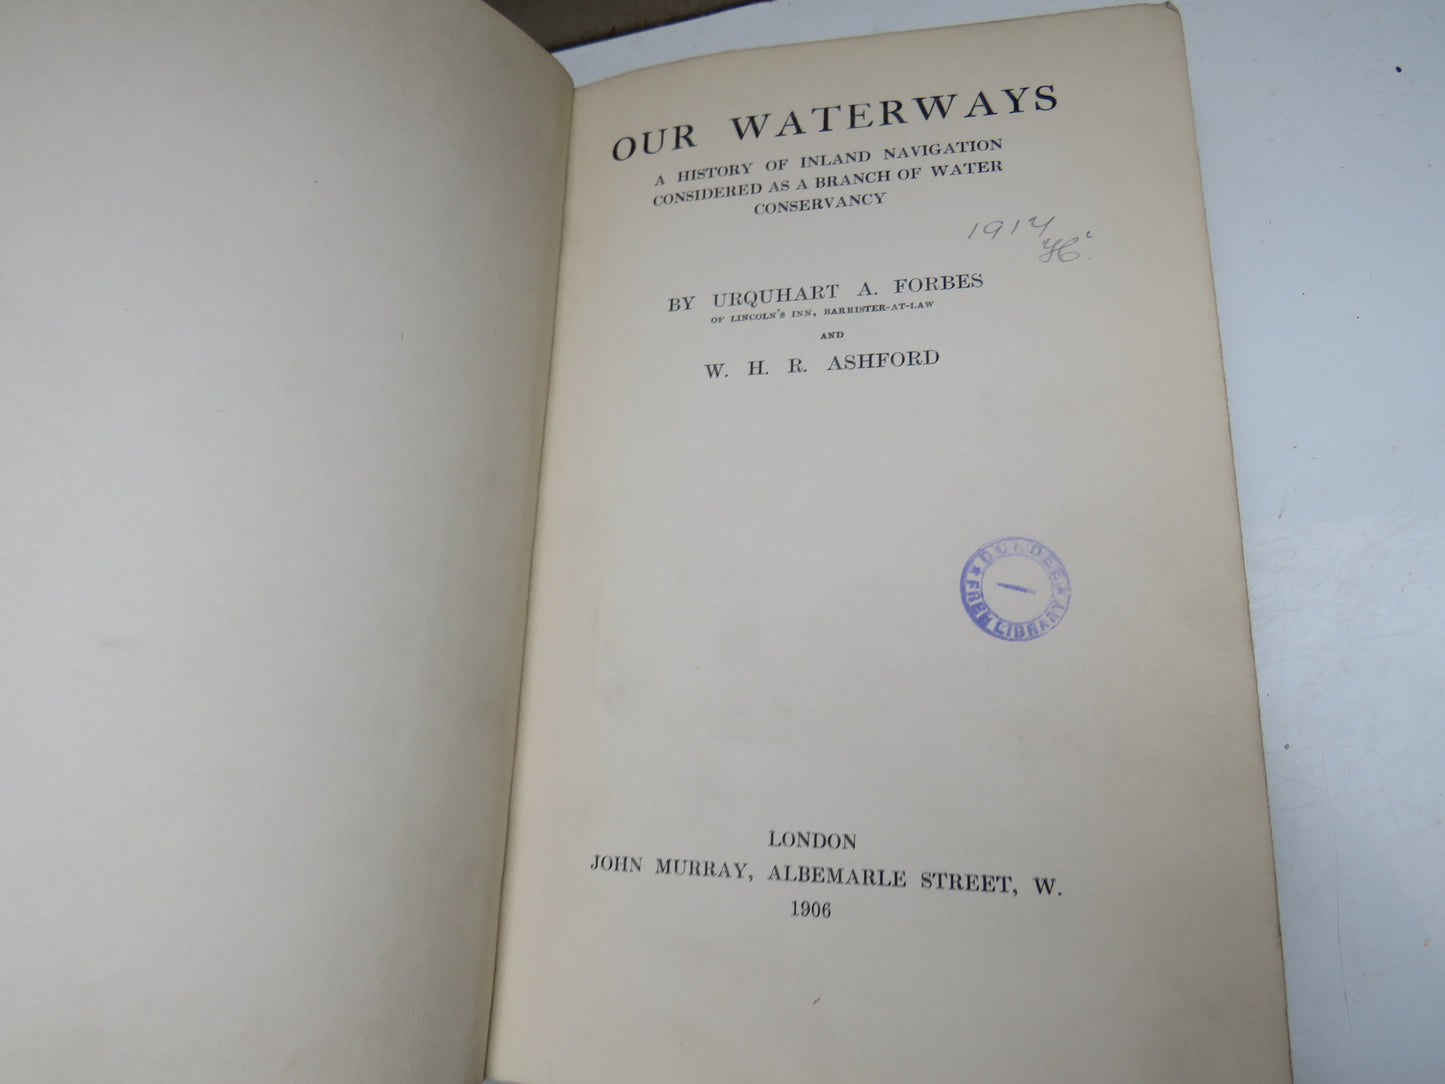 OUR WATERWAYS
A HISTORY OF INLAND NAVIGATION
CONSIDERED AS A BRANCH OF WATER
CONSERVANCY
BY URQUHART A. FORBES
OF LINCOLN'S INN, BARRISTER-AT-LAW
AND
W. H. R. ASHFORD
DUNDEE
FREE LIBRARY
LONDON
JOHN MURRAY, ALBEMARLE STREET, W.
1906